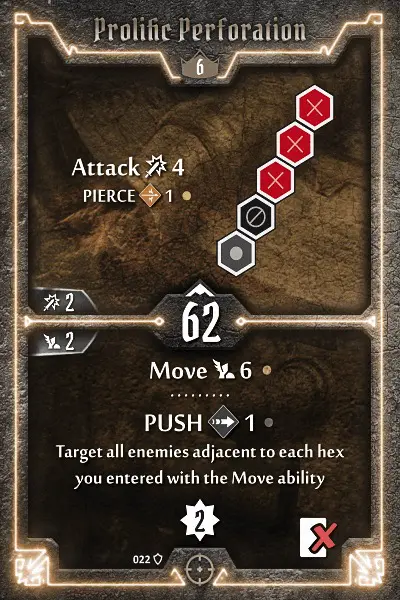 Prolific Perforation
6
Attack 4
PIERCE 1
2
62
2
Move 6
PUSH 1
Target all enemies adjacent to each hex
you entered with the Move ability
2
022